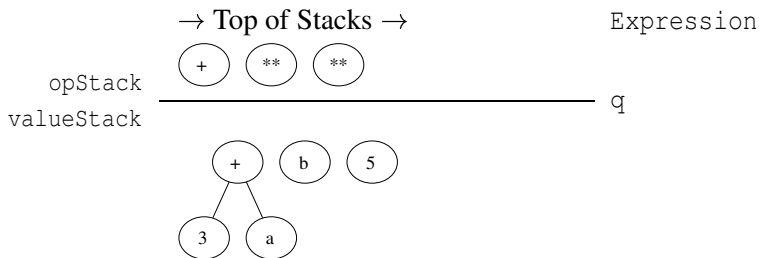 → Top of Stacks → Expression
+ ** **
opStack
q
valueStack
+ b 5
3 a